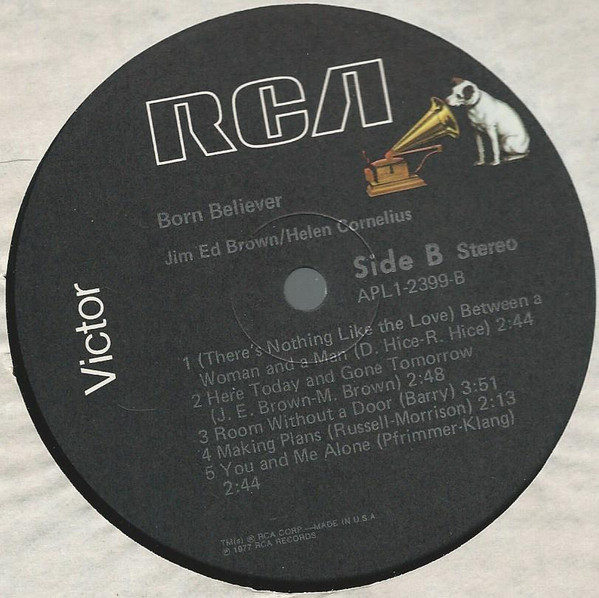 RCA
Victor
Born Believer
Jim Ed Brown/Helen Cornelius
Side B Stereo
APL1-2399-B
1 (There's Nothing Like the Love) Between a
Woman and a Man (D. Hice-R. Hice) 2:44
2 Here Today and Gone Tomorrow
(J. E. Brown-M. Brown) 2:48
3 Room Without a Door (Barry) 3:51
4 Making Plans (Russell-Morrison) 2:13
5 You and Me Alone (Pfrimmer-Klang)
2:44
TM(s) ® RCA CORP.—MADE IN U.S.A.
℗ 1977 RCA RECORDS